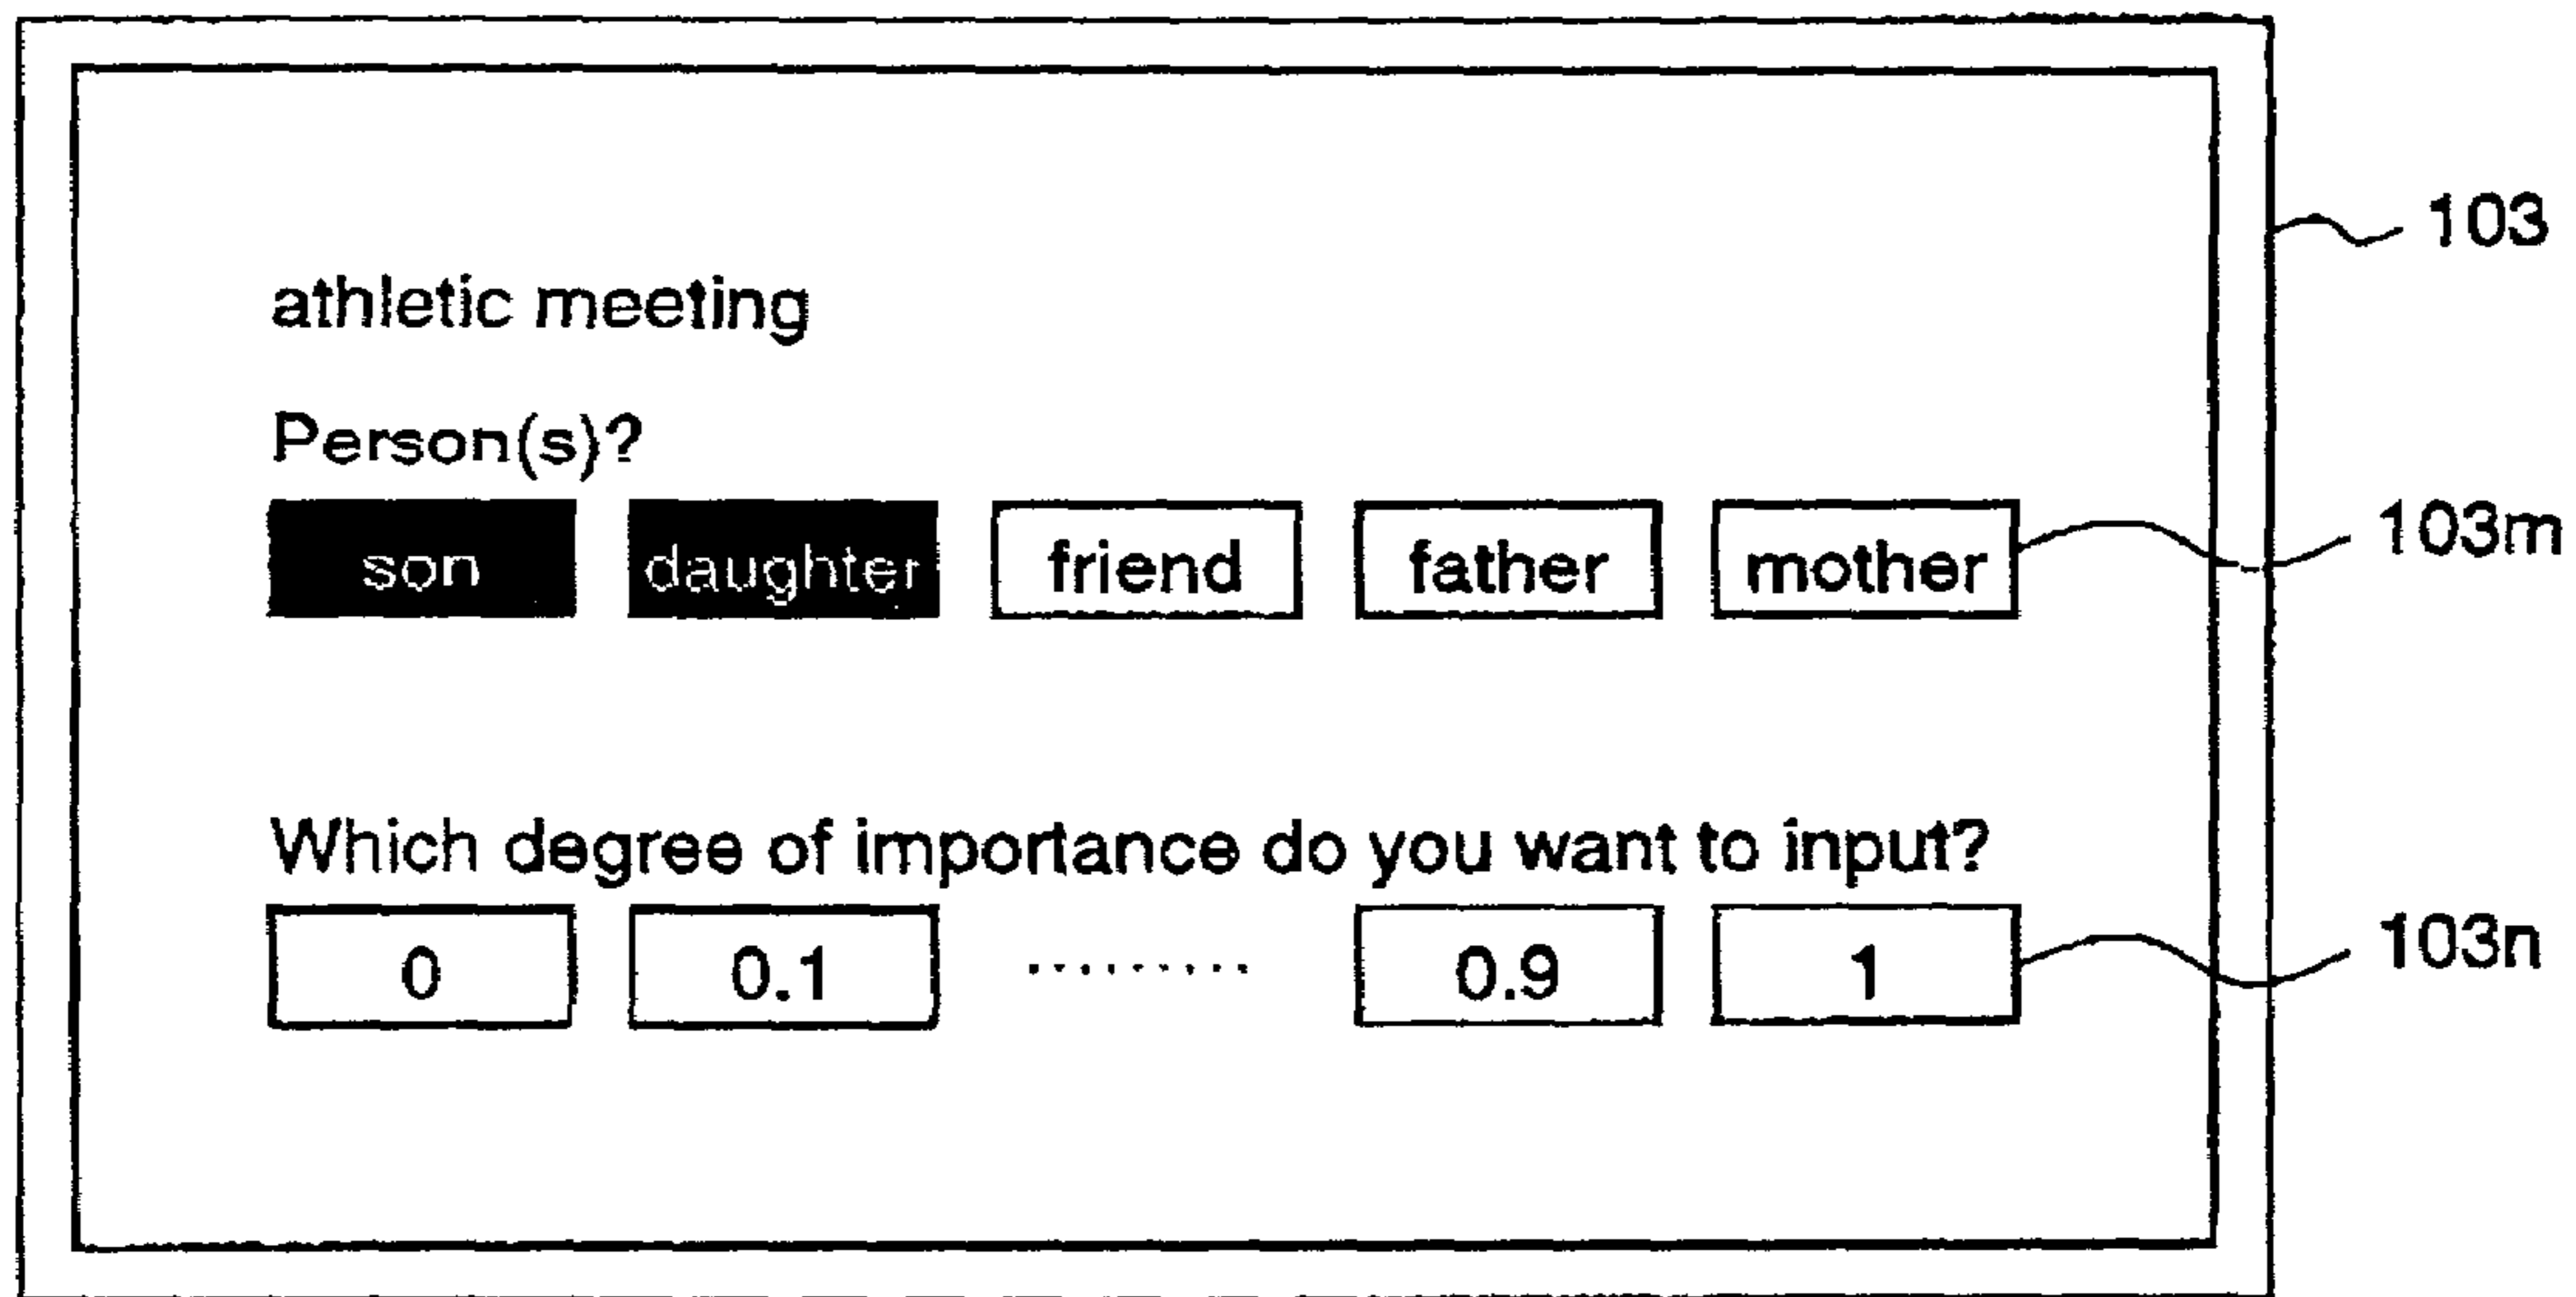 103
athletic meeting
Person(s)?
son daughter friend father mother 103m
Which degree of importance do you want to input?
0 0.1 ········· 0.9 1 103n